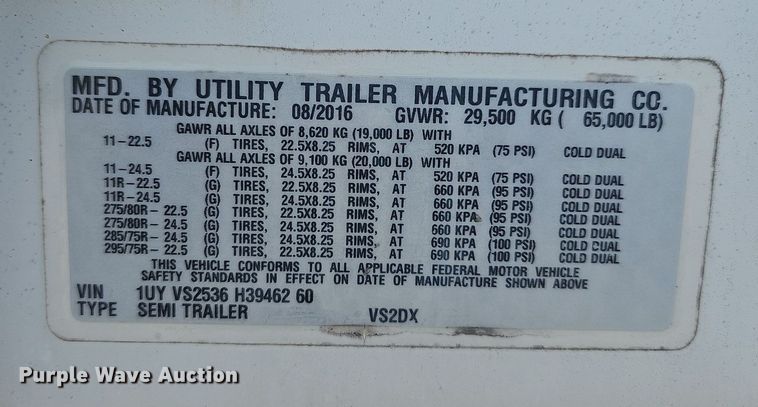 MFD. BY UTILITY TRAILER MANUFACTURING CO.
DATE OF MANUFACTURE: 08/2016 GVWR: 29,500 KG ( 65,000 LB)
GAWR ALL AXLES OF 8,620 KG (19,000 LB) WITH
11-22.5 (F) TIRES, 22.5X8.25 RIMS, AT 520 KPA (75 PSI) COLD DUAL
GAWR ALL AXLES OF 9,100 KG (20,000 LB) WITH
11-24.5 (F) TIRES, 24.5X8.25 RIMS, AT 520 KPA (75 PSI) COLD DUAL
11R-22.5 (G) TIRES, 22.5X8.25 RIMS, AT 660 KPA (95 PSI) COLD DUAL
11R-24.5 (G) TIRES, 24.5X8.25 RIMS, AT 660 KPA (95 PSI) COLD DUAL
275/80R-22.5 (G) TIRES, 22.5X8.25 RIMS, AT 660 KPA (95 PSI) COLD DUAL
275/80R-24.5 (G) TIRES, 24.5X8.25 RIMS, AT 660 KPA (95 PSI) COLD DUAL
285/75R-24.5 (G) TIRES, 24.5X8.25 RIMS, AT 690 KPA (100 PSI) COLD DUAL
295/75R-22.5 (G) TIRES, 22.5X8.25 RIMS, AT 690 KPA (100 PSI) COLD DUAL
THIS VEHICLE CONFORMS TO ALL APPLICABLE FEDERAL MOTOR VEHICLE
SAFETY STANDARDS IN EFFECT ON DATE OF MANUFACTURE SHOWN ABOVE
VIN 1UY VS2536 H39462 60
TYPE SEMI TRAILER VS2DX
Purple Wave Auction